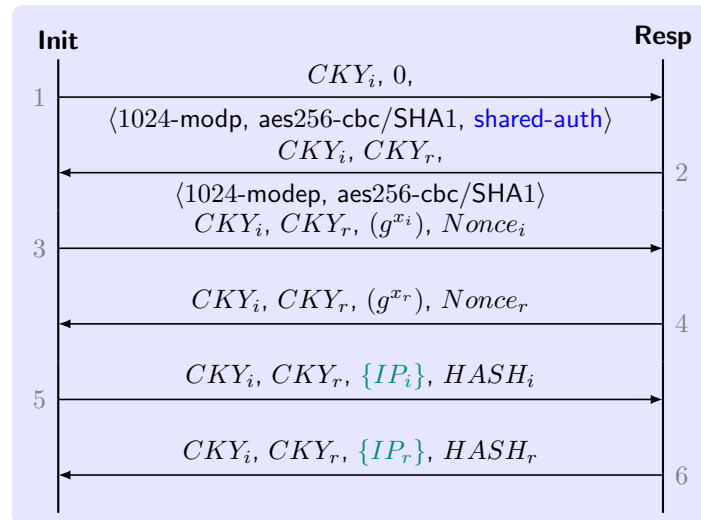 Init Resp
CKY_i, 0,
1
⟨1024-modp, aes256-cbc/SHA1, shared-auth⟩
CKY_i, CKY_r,
2
⟨1024-modep, aes256-cbc/SHA1⟩
CKY_i, CKY_r, (g^{x_i}), Nonce_i
3
CKY_i, CKY_r, (g^{x_r}), Nonce_r
4
CKY_i, CKY_r, {IP_i}, HASH_i
5
CKY_i, CKY_r, {IP_r}, HASH_r
6